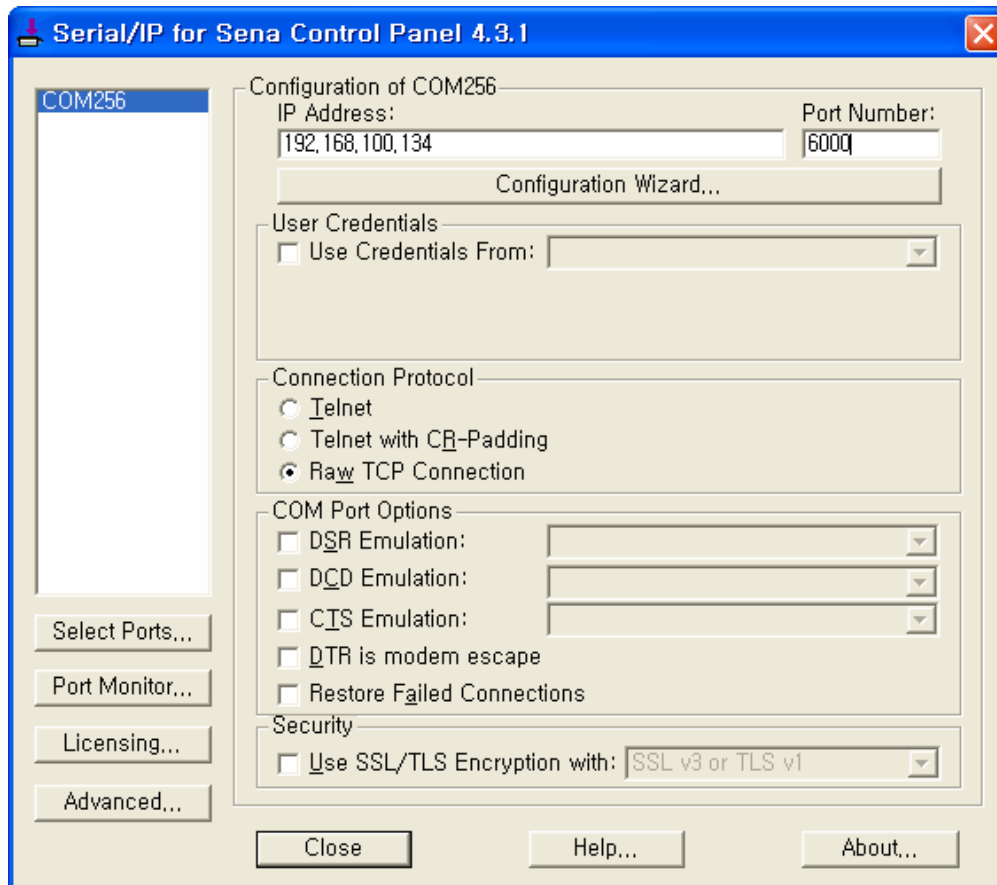 Serial/IP for Sena Control Panel 4.3.1
COM256
Configuration of COM256
IP Address:
Port Number:
192,168,100,134
6000
Configuration Wizard,,,
User Credentials
Use Credentials From:
Connection Protocol
Telnet
Telnet with CR-Padding
Raw TCP Connection
COM Port Options
DSR Emulation:
DCD Emulation:
CTS Emulation:
DTR is modem escape
Restore Failed Connections
Security
Use SSL/TLS Encryption with: SSL v3 or TLS v1
Select Ports,,,
Port Monitor,,,
Licensing,,,
Advanced,,,
Close
Help,,,
About,,,